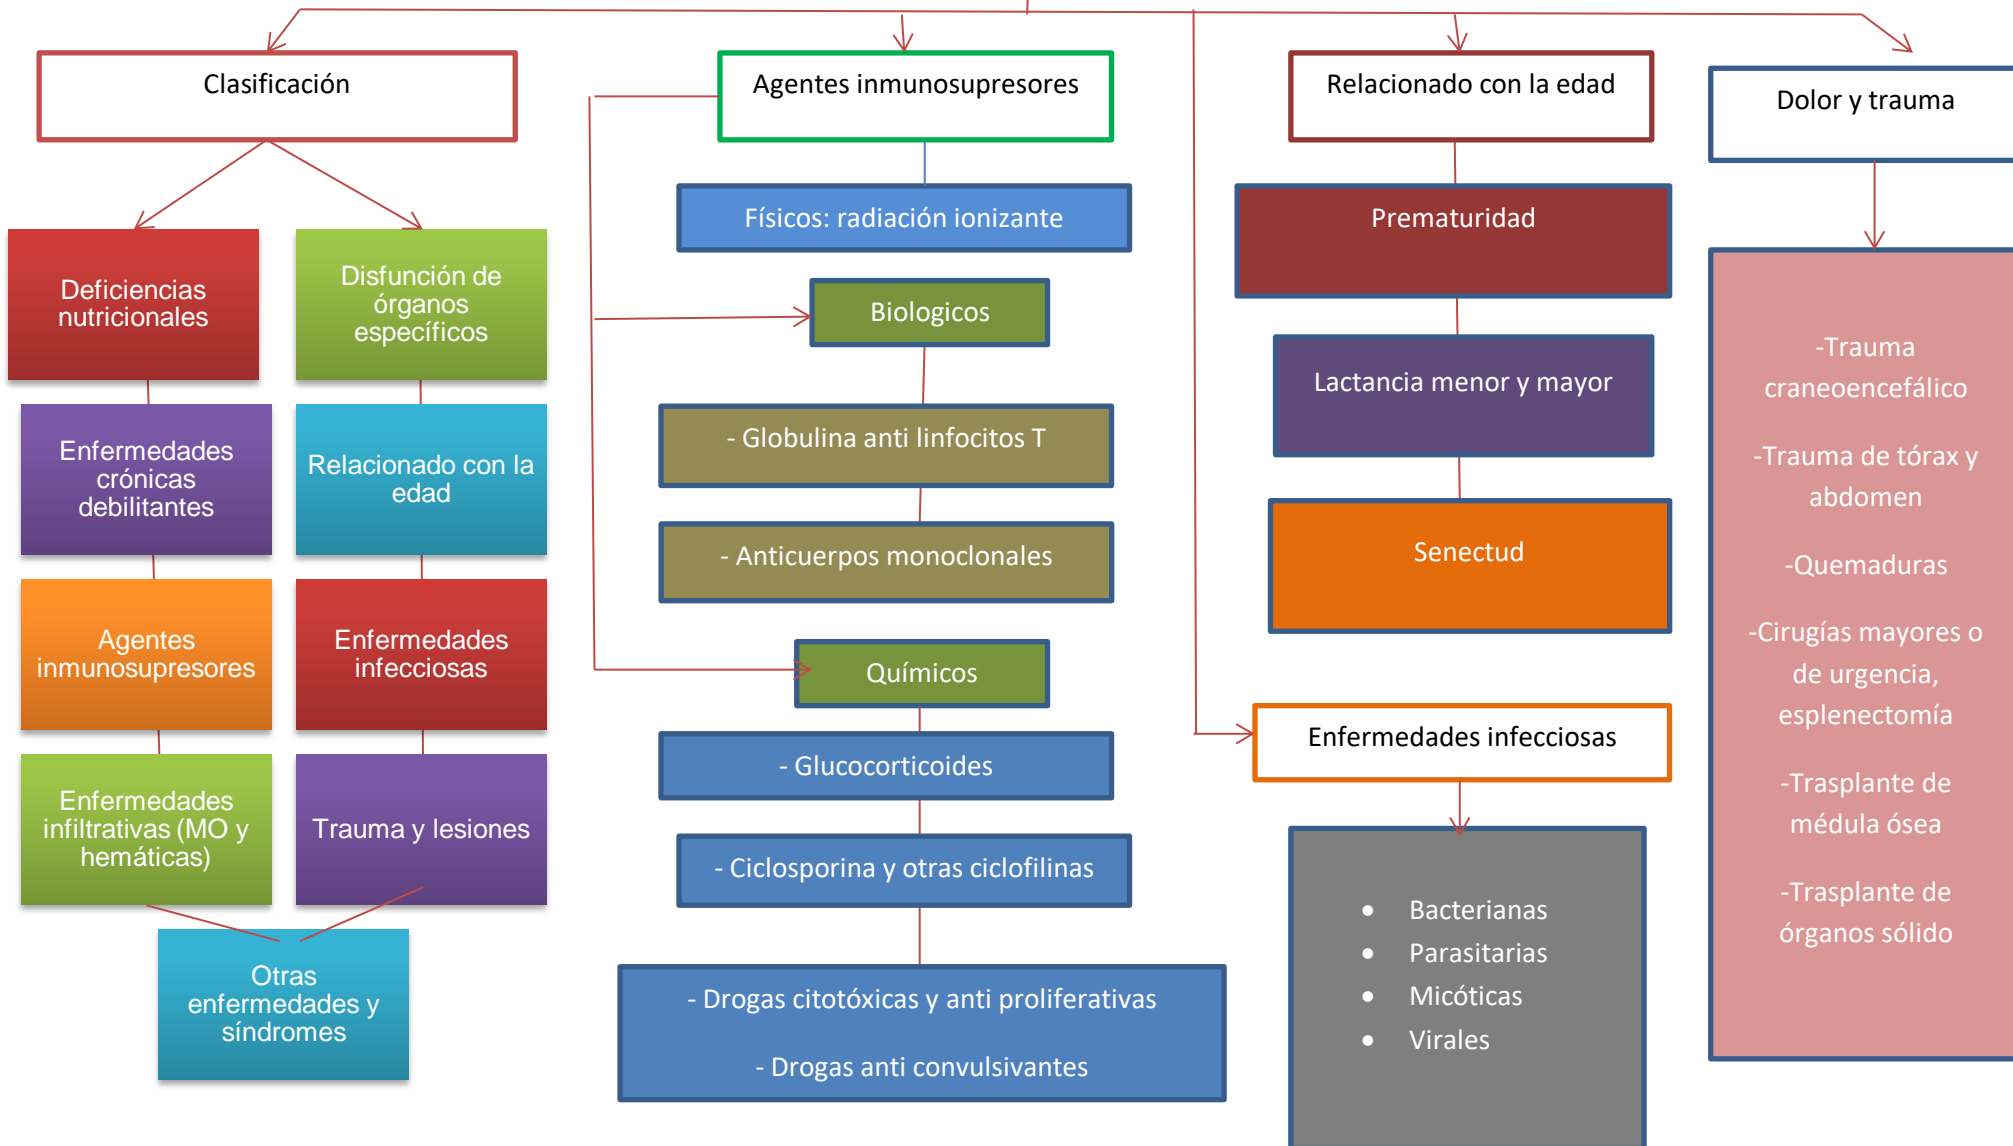 Clasificación
Deficiencias
nutricionales
Disfunción de
órganos
específicos
Enfermedades
crónicas
debilitantes
Relacionado con la
edad
Agentes
inmunosupresores
Enfermedades
infecciosas
Enfermedades
infiltrativas (MO y
hemáticas)
Trauma y lesiones
Otras
enfermedades y
síndromes
Agentes inmunosupresores
Físicos: radiación ionizante
Biologicos
- Globulina anti linfocitos T
- Anticuerpos monoclonales
Químicos
- Glucocorticoides
- Ciclosporina y otras ciclofilinas
- Drogas citotóxicas y anti proliferativas
- Drogas anti convulsivantes
Relacionado con la edad
Prematuridad
Lactancia menor y mayor
Senectud
Enfermedades infecciosas
• Bacterianas
• Parasitarias
• Micóticas
• Virales
Dolor y trauma
-Trauma
craneoencefálico
-Trauma de tórax y
abdomen
-Quemaduras
-Cirugías mayores o
de urgencia,
esplenectomía
-Trasplante de
médula ósea
-Trasplante de
órganos sólido